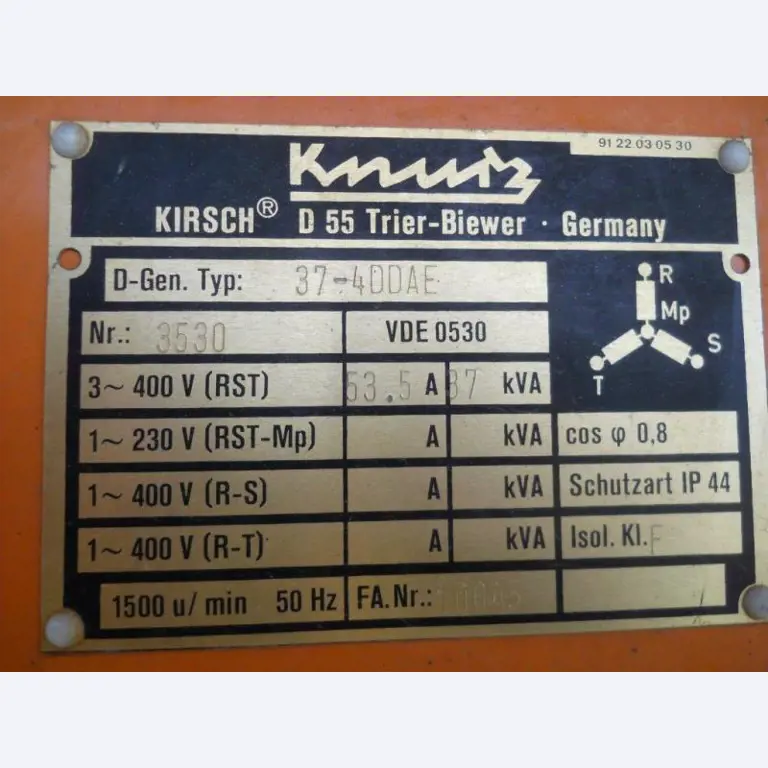 91 22 03 05 30
Knurz
KIRSCH® D 55 Trier-Biewer · Germany
D-Gen. Typ: 37-400AE
Nr.: 3530 VDE 0530
3~ 400 V (RST) 53.5 A 37 kVA
1~ 230 V (RST-Mp) A kVA cos φ 0,8
1~ 400 V (R-S) A kVA Schutzart IP 44
1~ 400 V (R-T) A kVA Isol. Kl. F
1500 u/ min 50 Hz FA.Nr.:
R
Mp
S
T